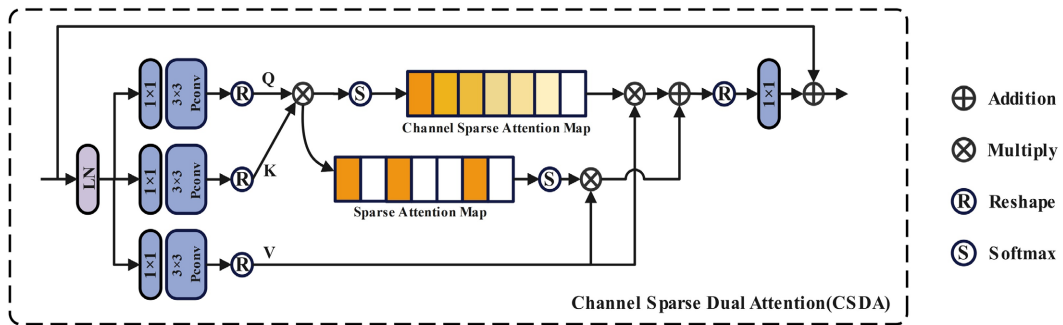 1×1
3×3
Pconv
R
Q
S
Channel Sparse Attention Map
R
1×1
Addition
Multiply
LN
1×1
3×3
Pconv
R
K
Sparse Attention Map
S
R
Reshape
1×1
3×3
Pconv
R
V
S
Softmax
Channel Sparse Dual Attention(CSDA)